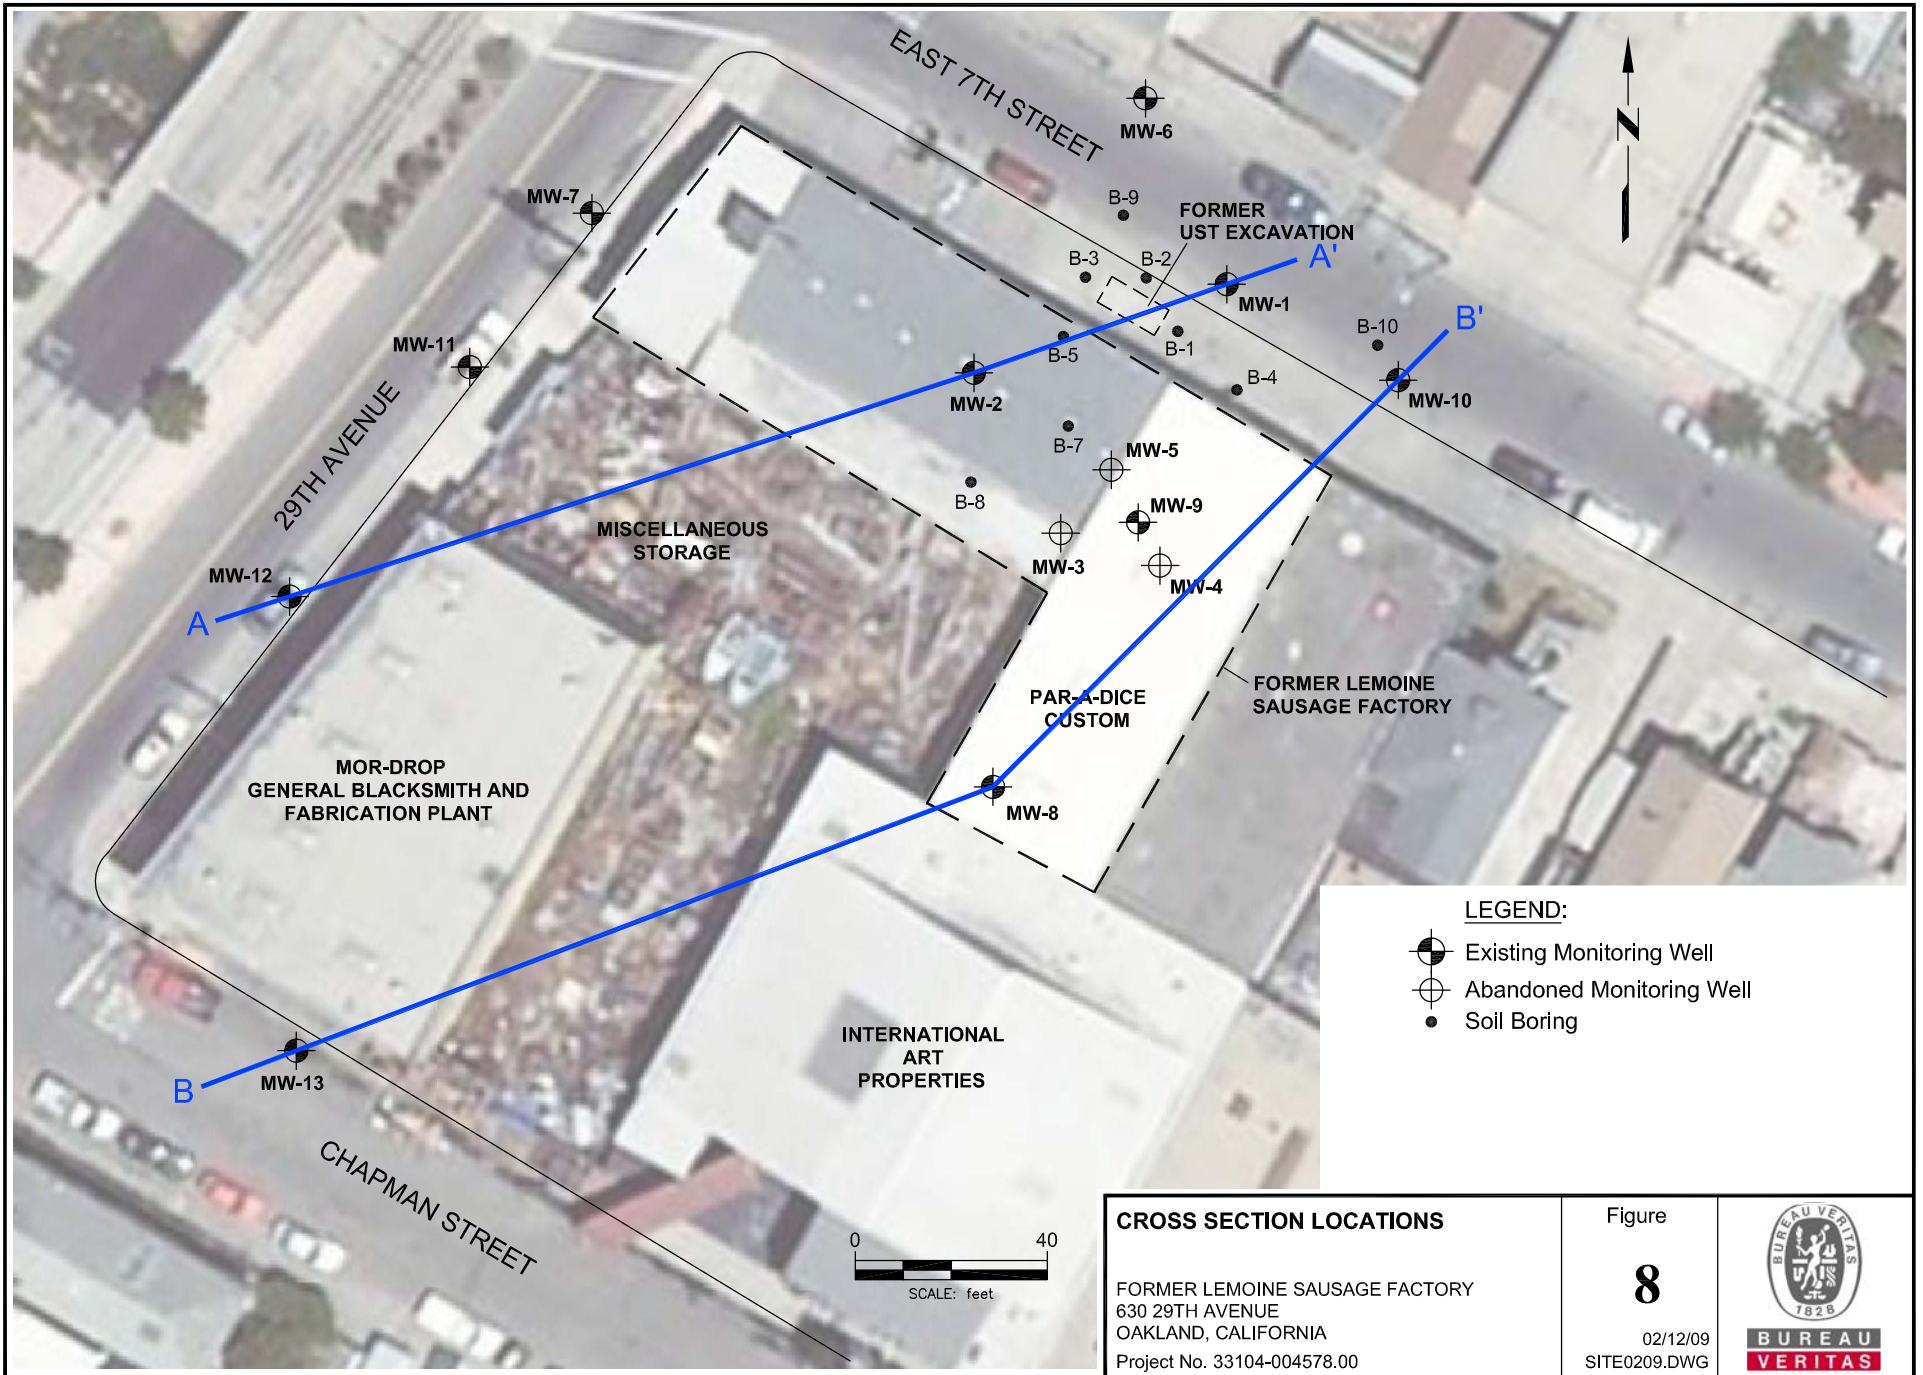 EAST 7TH STREET
MW-6
MW-7
B-9
FORMER
UST EXCAVATION
A'
B-3
B-2
MW-1
B'
B-10
MW-11
B-5
B-1
B-4
MW-2
MW-10
29TH AVENUE
B-7
MW-5
B-8
MW-9
MISCELLANEOUS
STORAGE
MW-3
MW-4
MW-12
A
PAR-A-DICE
CUSTOM
FORMER LEMOINE
SAUSAGE FACTORY
MOR-DROP
GENERAL BLACKSMITH AND
FABRICATION PLANT
MW-8
INTERNATIONAL
ART
PROPERTIES
B
MW-13
CHAPMAN STREET
N
LEGEND:
Existing Monitoring Well
Abandoned Monitoring Well
Soil Boring
0 40
SCALE: feet
CROSS SECTION LOCATIONS
FORMER LEMOINE SAUSAGE FACTORY
630 29TH AVENUE
OAKLAND, CALIFORNIA
Project No. 33104-004578.00
Figure
8
02/12/09
SITE0209.DWG
BUREAU VERITAS
1828
BUREAU
VERITAS